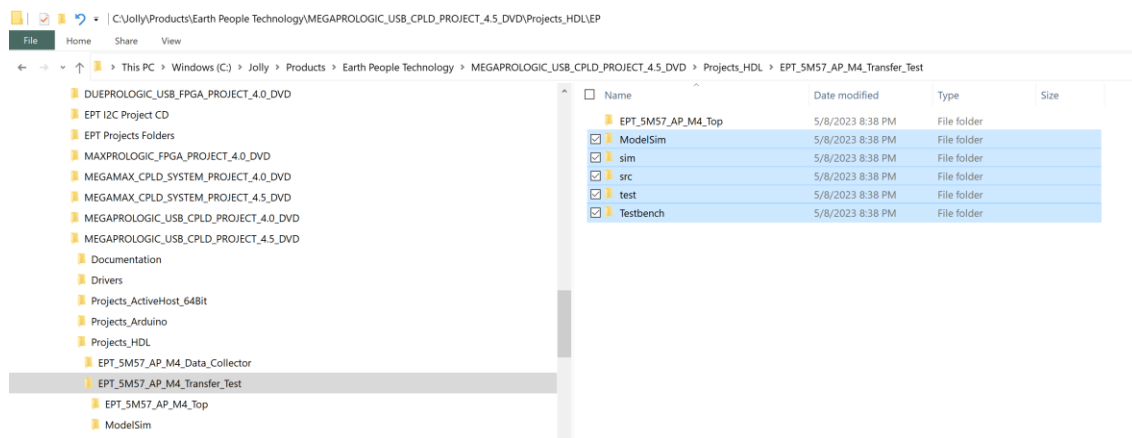 C:\Jolly\Products\Earth People Technology\MEGAPROLOGIC_USB_CPLD_PROJECT_4.5_DVD\Projects_HDL\EP
File Home Share View
This PC > Windows (C:) > Jolly > Products > Earth People Technology > MEGAPROLOGIC_USB_CPLD_PROJECT_4.5_DVD > Projects_HDL > EPT_5M57_AP_M4_Transfer_Test
DUEPROLOGIC_USB_FPGA_PROJECT_4.0_DVD
EPT I2C Project CD
EPT Projects Folders
MAXPROLOGIC_FPGA_PROJECT_4.0_DVD
MEGAMAX_CPLD_SYSTEM_PROJECT_4.0_DVD
MEGAMAX_CPLD_SYSTEM_PROJECT_4.5_DVD
MEGAPROLOGIC_USB_CPLD_PROJECT_4.0_DVD
MEGAPROLOGIC_USB_CPLD_PROJECT_4.5_DVD
Documentation
Drivers
Projects_ActiveHost_64Bit
Projects_Arduino
Projects_HDL
EPT_5M57_AP_M4_Data_Collector
EPT_5M57_AP_M4_Transfer_Test
EPT_5M57_AP_M4_Top
ModelSim
Name Date modified Type Size
EPT_5M57_AP_M4_Top 5/8/2023 8:38 PM File folder
ModelSim 5/8/2023 8:38 PM File folder
sim 5/8/2023 8:38 PM File folder
src 5/8/2023 8:38 PM File folder
test 5/8/2023 8:38 PM File folder
Testbench 5/8/2023 8:38 PM File folder